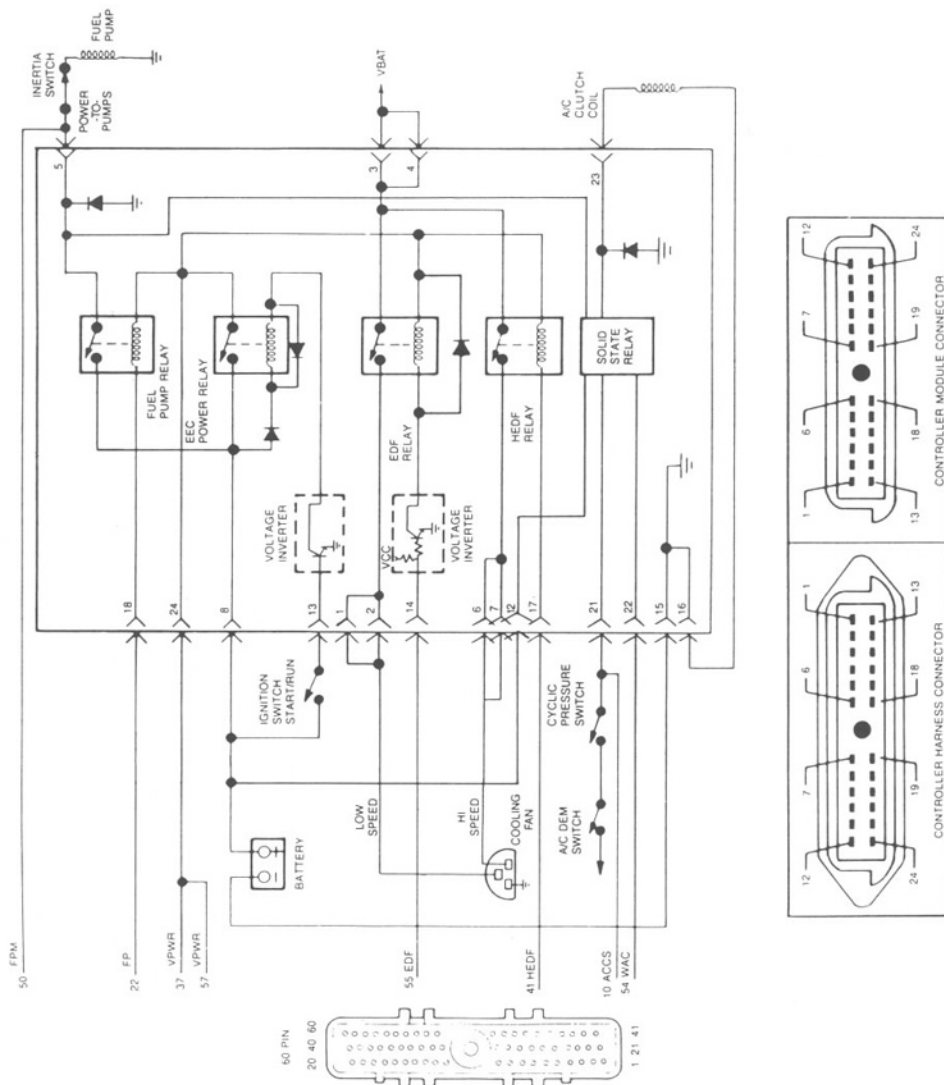 50 FPM
22 FP
37 VPWR
57 VPWR
55 EDF
41 HEDF
10 ACCS
54 WAC
60 PIN
20 40 60
1 21 41
BATTERY
IGNITION
SWITCH
START/RUN
LOW
SPEED
HI
SPEED
COOLING
FAN
CYCLIC
PRESSURE
SWITCH
A/C DEM
SWITCH
18
24
8
13
1
2
14
6
7
12
17
21
22
15
16
VOLTAGE
INVERTER
VCC
VOLTAGE
INVERTER
FUEL
PUMP RELAY
EEC
POWER RELAY
EDF
RELAY
HEDF
RELAY
SOLID
STATE
RELAY
5
3
4
23
POWER
-TO-
PUMPS
INERTIA
SWITCH
FUEL
PUMP
VBAT
A/C
CLUTCH
COIL
12
7
6
1
24
19
18
13
CONTROLLER HARNESS CONNECTOR
1
6
7
12
13
18
19
24
CONTROLLER MODULE CONNECTOR